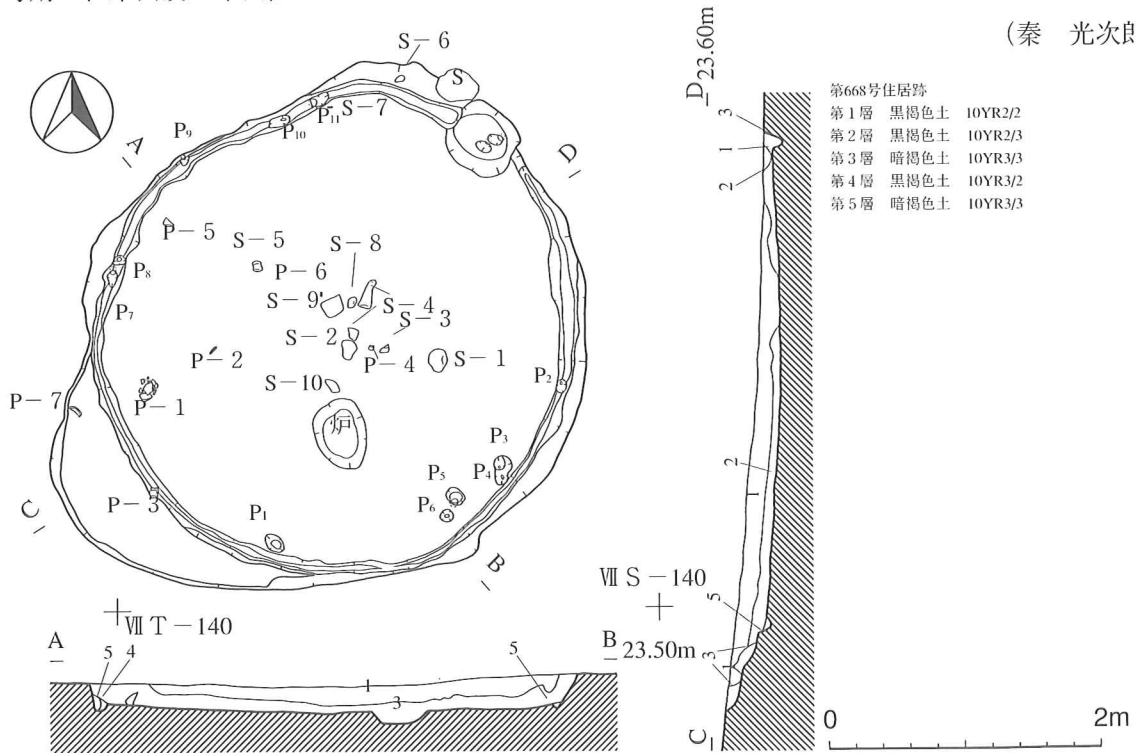 (秦 光次郎
第668号住居跡
第1層 黒褐色土 10YR2/2
第2層 黒褐色土 10YR2/3
第3層 暗褐色土 10YR3/3
第4層 黒褐色土 10YR3/2
第5層 暗褐色土 10YR3/3
S-6
S
S-7
P11
P10
P9
A
D
P-5
S-5
S-8
P8
P-6
S-9
S-4
P7
S-2
S-3
P-2
P-4
S-1
S-10
P2
P-7
P-1
炉
P3
P4
P5
P6
P-3
P1
C
B
Ⅶ T-140
Ⅶ S-140
A
B 23.50m
5 4
1
3
5
D 23.60m
3
1
2
2
1
5
3
1
C
0 2m